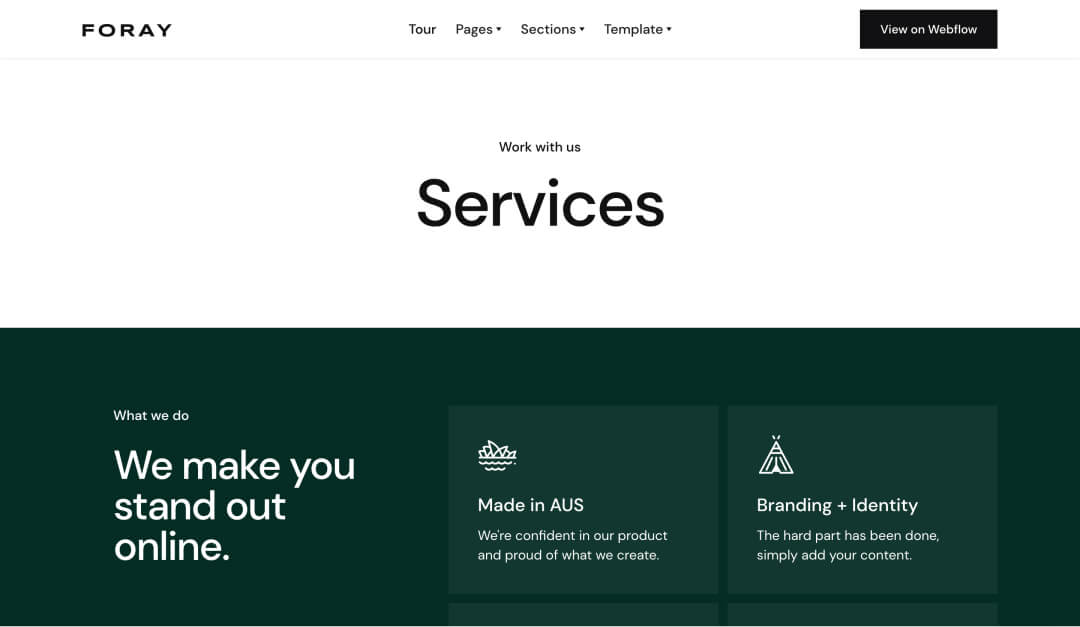 FORAY
Tour
Pages
Sections
Template
View on Webflow
Work with us
Services
What we do
We make you
stand out
online.
Made in AUS
We're confident in our product
and proud of what we create.
Branding + Identity
The hard part has been done,
simply add your content.